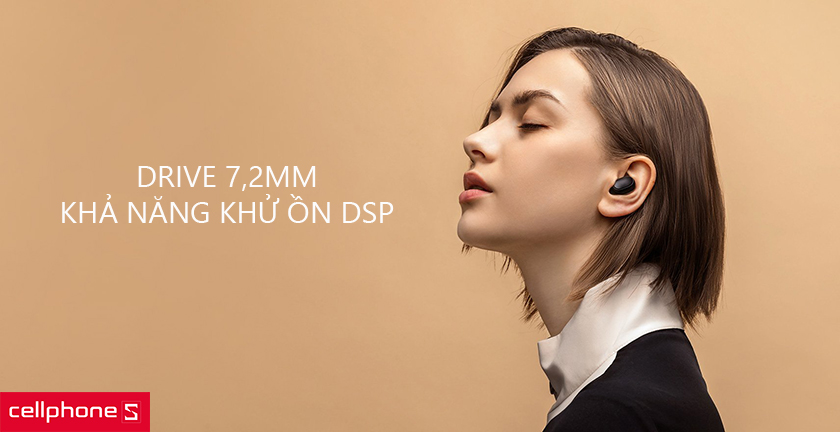 DRIVE 7,2MM
KHẢ NĂNG KHỬ ỒN DSP
cellphone S